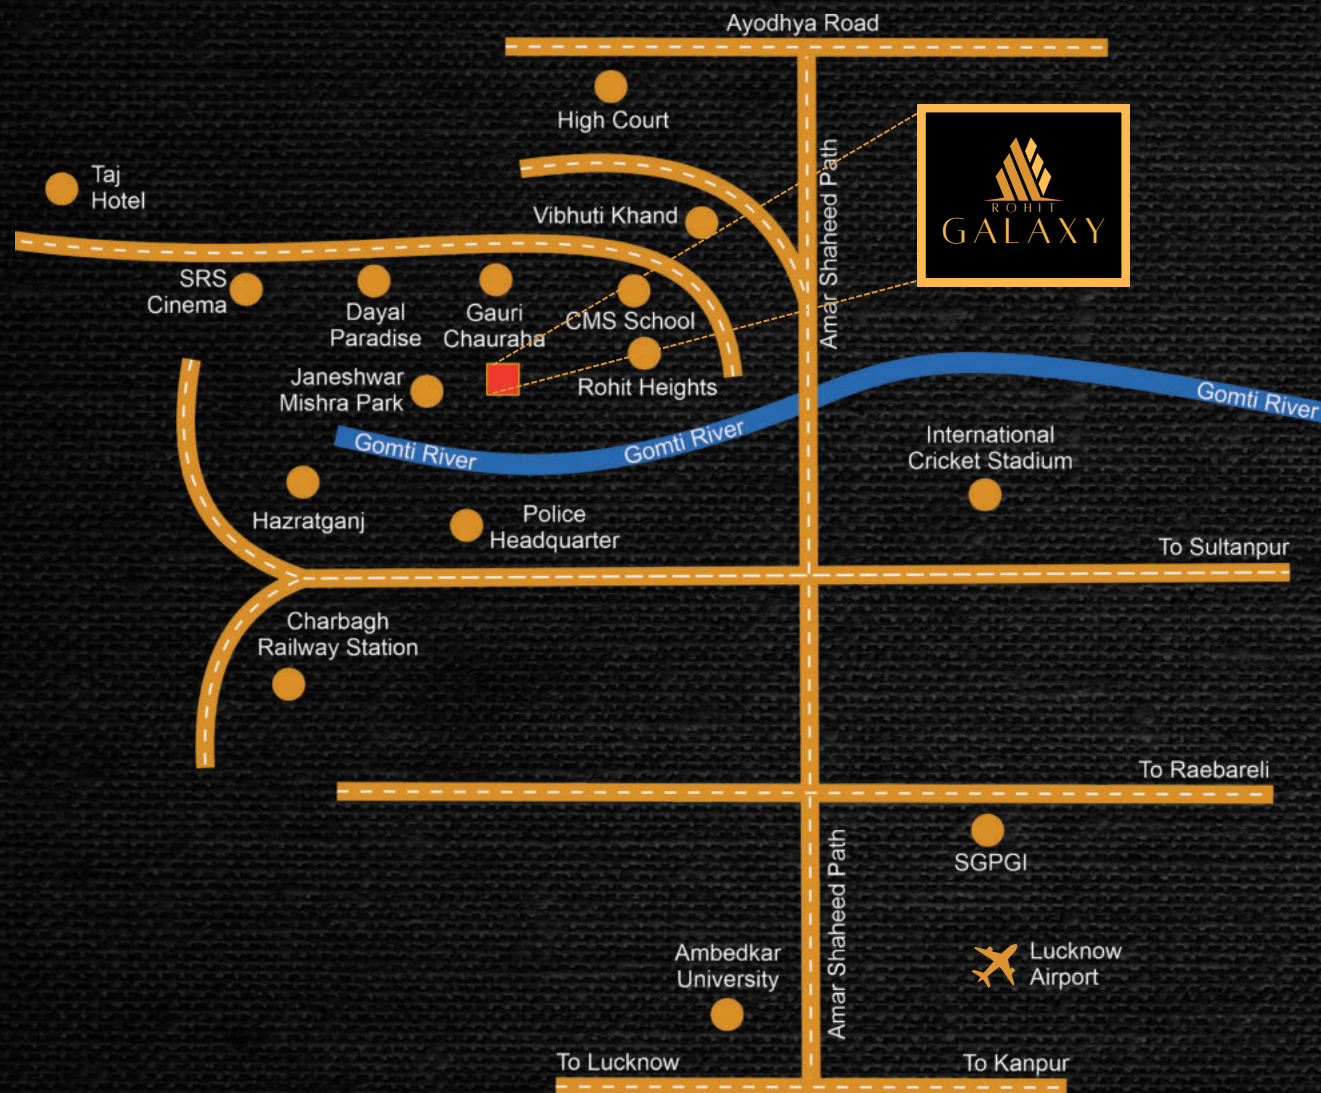 Ayodhya Road
High Court
Amar Shaheed Path
ROHIT
GALAXY
Taj
Hotel
Vibhuti Khand
SRS
Cinema
Dayal
Paradise
Gauri
Chauraha
CMS School
Janeshwar
Mishra Park
Rohit Heights
Gomti River
Gomti River
Gomti River
International
Cricket Stadium
Hazratganj
Police
Headquarter
To Sultanpur
Charbagh
Railway Station
To Raebareli
SGPGI
Amar Shaheed Path
Ambedkar
University
Lucknow
Airport
To Lucknow
To Kanpur